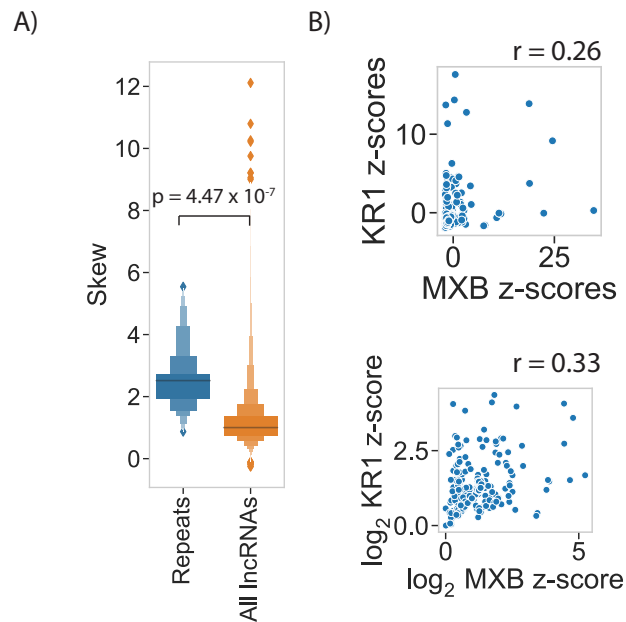 A)
12
10
8
6
4
2
0
Skew
p = 4.47 x 10-7
Repeats
All lncRNAs
B)
r = 0.26
KR1 z-scores
10
0
0
25
MXB z-scores
r = 0.33
log2 KR1 z-score
2.5
0.0
0
5
log2 MXB z-score